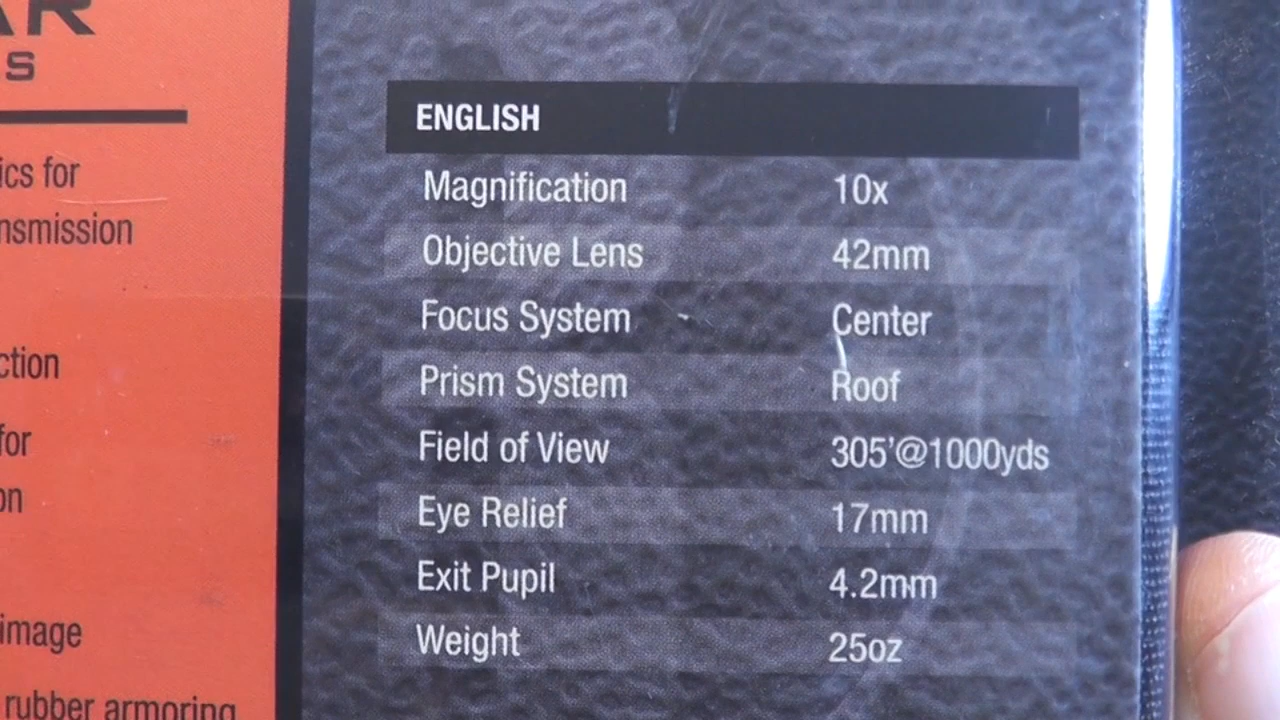 AR
S
ics for
nsmission
ction
for
on
image
rubber armoring
ENGLISH
Magnification 10x
Objective Lens 42mm
Focus System Center
Prism System Roof
Field of View 305'@1000yds
Eye Relief 17mm
Exit Pupil 4.2mm
Weight 25oz